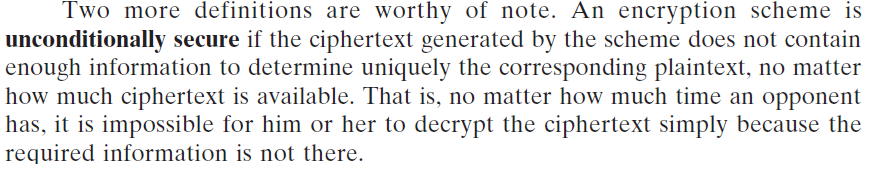 Two more definitions are worthy of note. An encryption scheme is
unconditionally secure if the ciphertext generated by the scheme does not contain
enough information to determine uniquely the corresponding plaintext, no matter
how much ciphertext is available. That is, no matter how much time an opponent
has, it is impossible for him or her to decrypt the ciphertext simply because the
required information is not there.